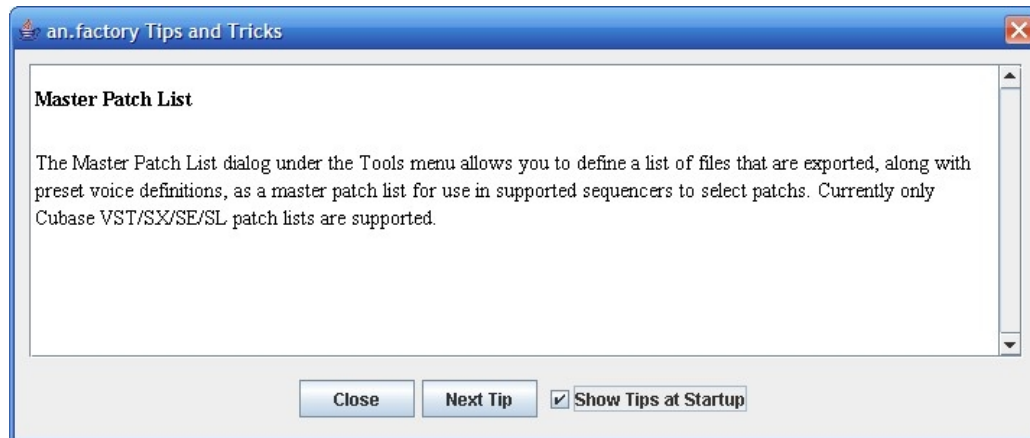 an.factory Tips and Tricks
Master Patch List
The Master Patch List dialog under the Tools menu allows you to define a list of files that are exported, along with
preset voice definitions, as a master patch list for use in supported sequencers to select patchs. Currently only
Cubase VST/SX/SE/SL patch lists are supported.
Close Next Tip Show Tips at Startup